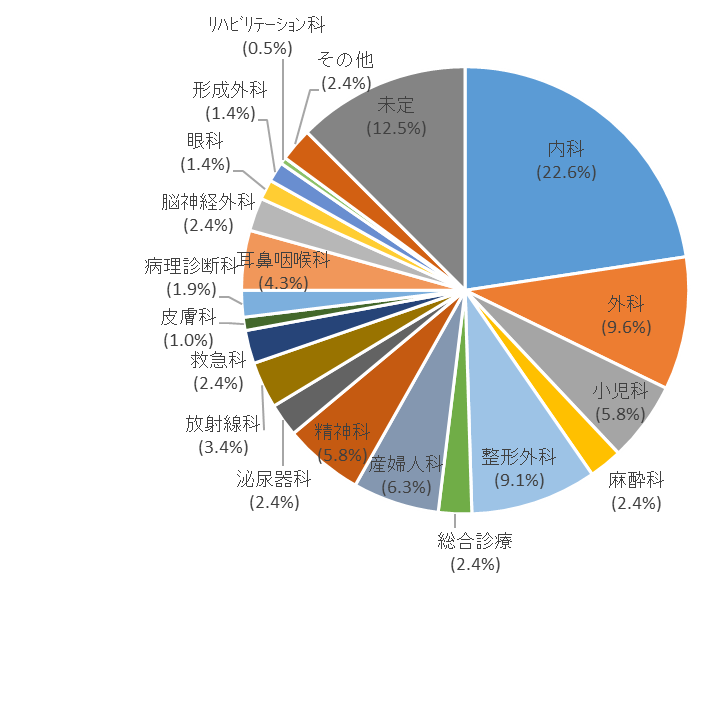 ﾘﾊﾋﾞﾘﾃｰｼｮﾝ科
(0.5%)
その他
(2.4%)
形成外科
(1.4%)
未定
(12.5%)
眼科
(1.4%)
内科
(22.6%)
脳神経外科
(2.4%)
病理診断科
(1.9%)
耳鼻咽喉科
(4.3%)
外科
(9.6%)
皮膚科
(1.0%)
救急科
(2.4%)
小児科
(5.8%)
放射線科
(3.4%)
精神科
(5.8%)
産婦人科
(6.3%)
整形外科
(9.1%)
泌尿器科
(2.4%)
麻酔科
(2.4%)
総合診療
(2.4%)